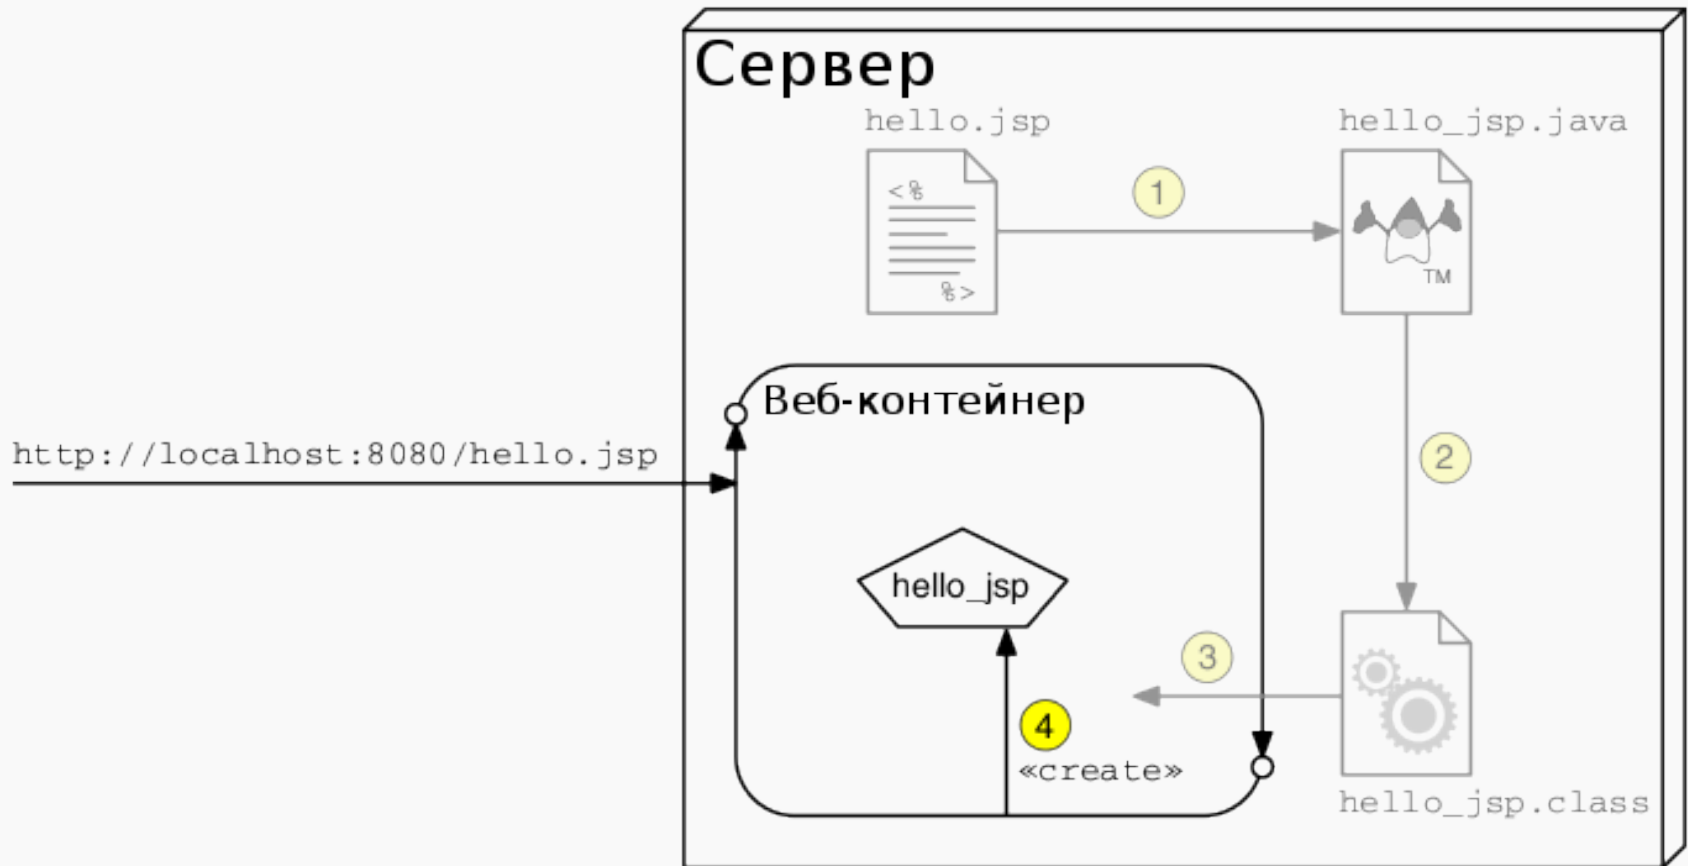 Сервер
hello.jsp
hello_jsp.java
<%
%>
1
TM
Веб-контейнер
http://localhost:8080/hello.jsp
2
hello_jsp
3
4
«create»
hello_jsp.class